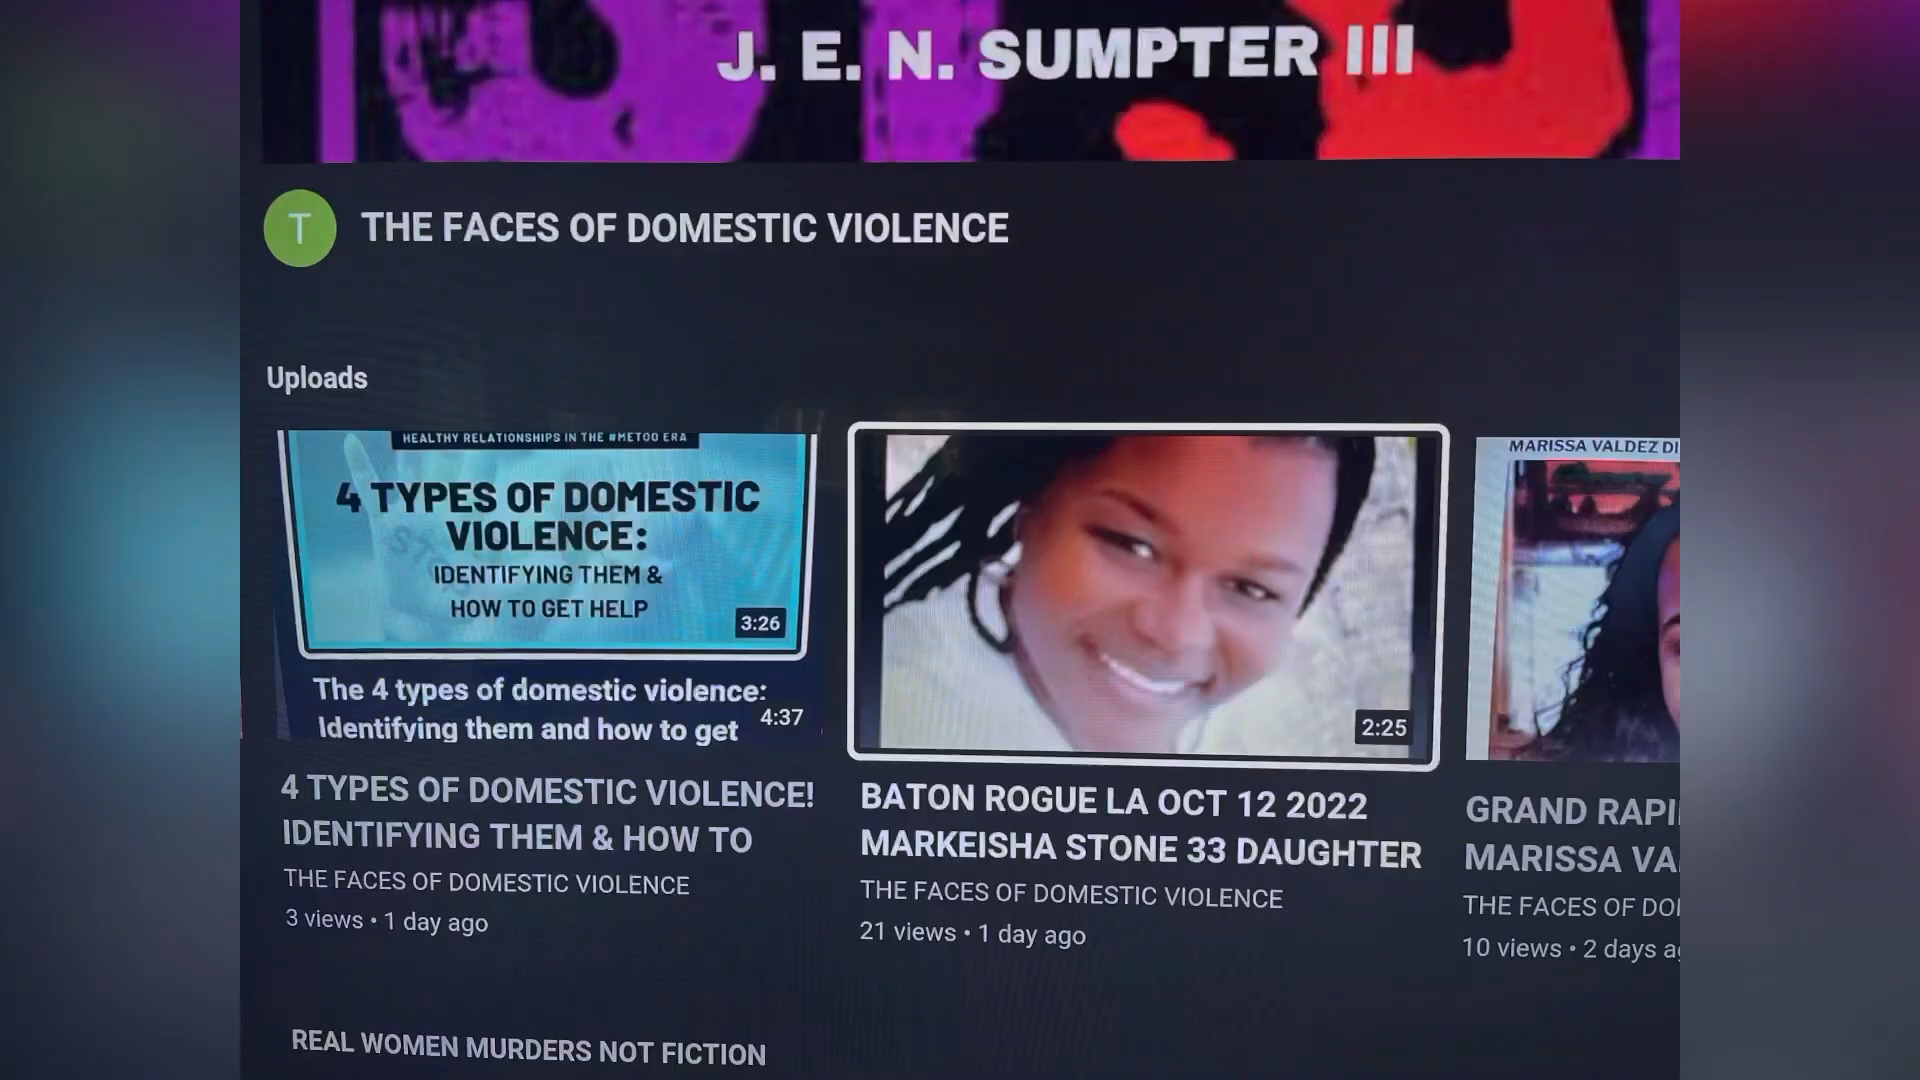 J. E. N. SUMPTER III
T
THE FACES OF DOMESTIC VIOLENCE
Uploads
HEALTHY RELATIONSHIPS IN THE #METOO ERA
4 TYPES OF DOMESTIC
VIOLENCE:
IDENTIFYING THEM &
HOW TO GET HELP
3:26
The 4 types of domestic violence:
Identifying them and how to get
4:37
4 TYPES OF DOMESTIC VIOLENCE!
IDENTIFYING THEM & HOW TO
THE FACES OF DOMESTIC VIOLENCE
3 views • 1 day ago
2:25
BATON ROGUE LA OCT 12 2022
MARKEISHA STONE 33 DAUGHTER
THE FACES OF DOMESTIC VIOLENCE
21 views • 1 day ago
MARISSA VALDEZ DI
GRAND RAPI
MARISSA VA
THE FACES OF DO
10 views • 2 days a
REAL WOMEN MURDERS NOT FICTION